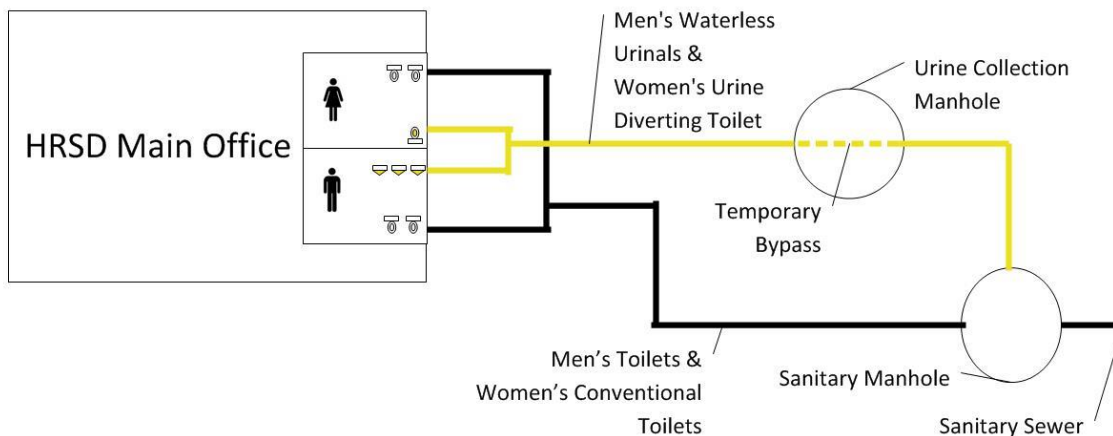 HRSD Main Office
Men's Waterless
Urinals &
Women's Urine
Diverting Toilet
Urine Collection
Manhole
Temporary
Bypass
Men’s Toilets &
Women’s Conventional
Toilets
Sanitary Manhole
Sanitary Sewer